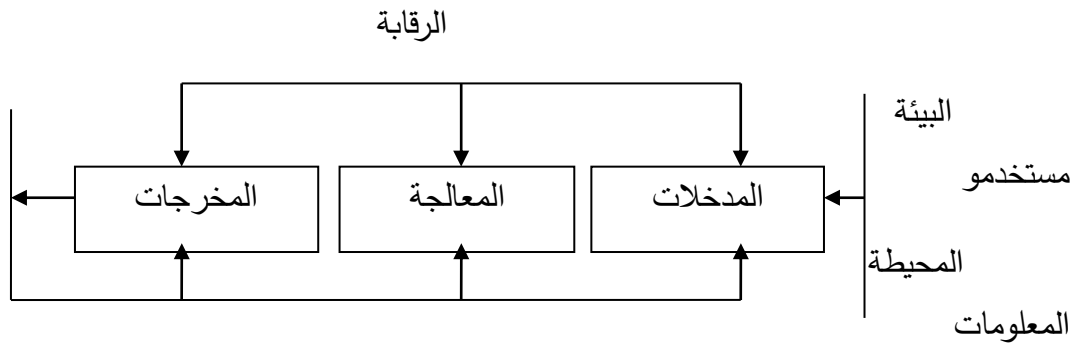 الرقابة
البيئة
مستخدمو
المدخلات
المعالجة
المخرجات
المحيطة
المعلومات